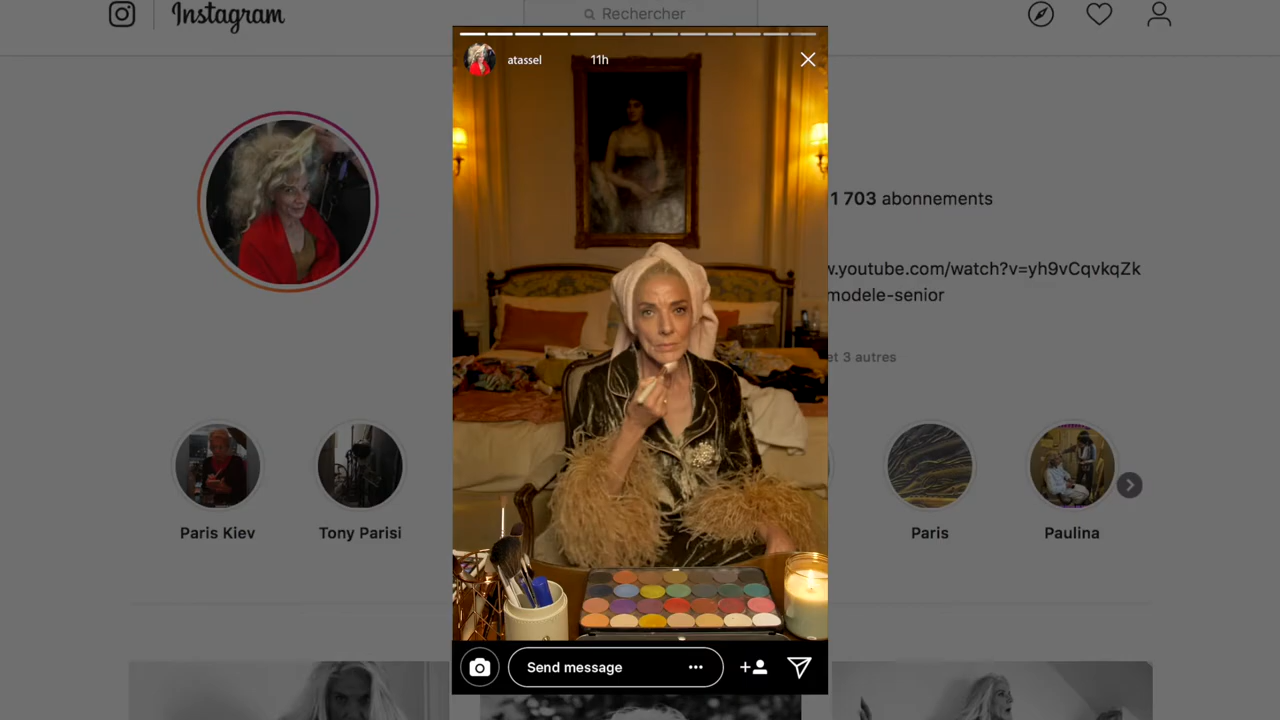 Instagram
Rechercher
atassel 11h
1 703 abonnements
w.youtube.com/watch?v=yh9vCqvkqZk
modele-senior
et 3 autres
Paris Kiev
Tony Parisi
Paris
Paulina
Send message